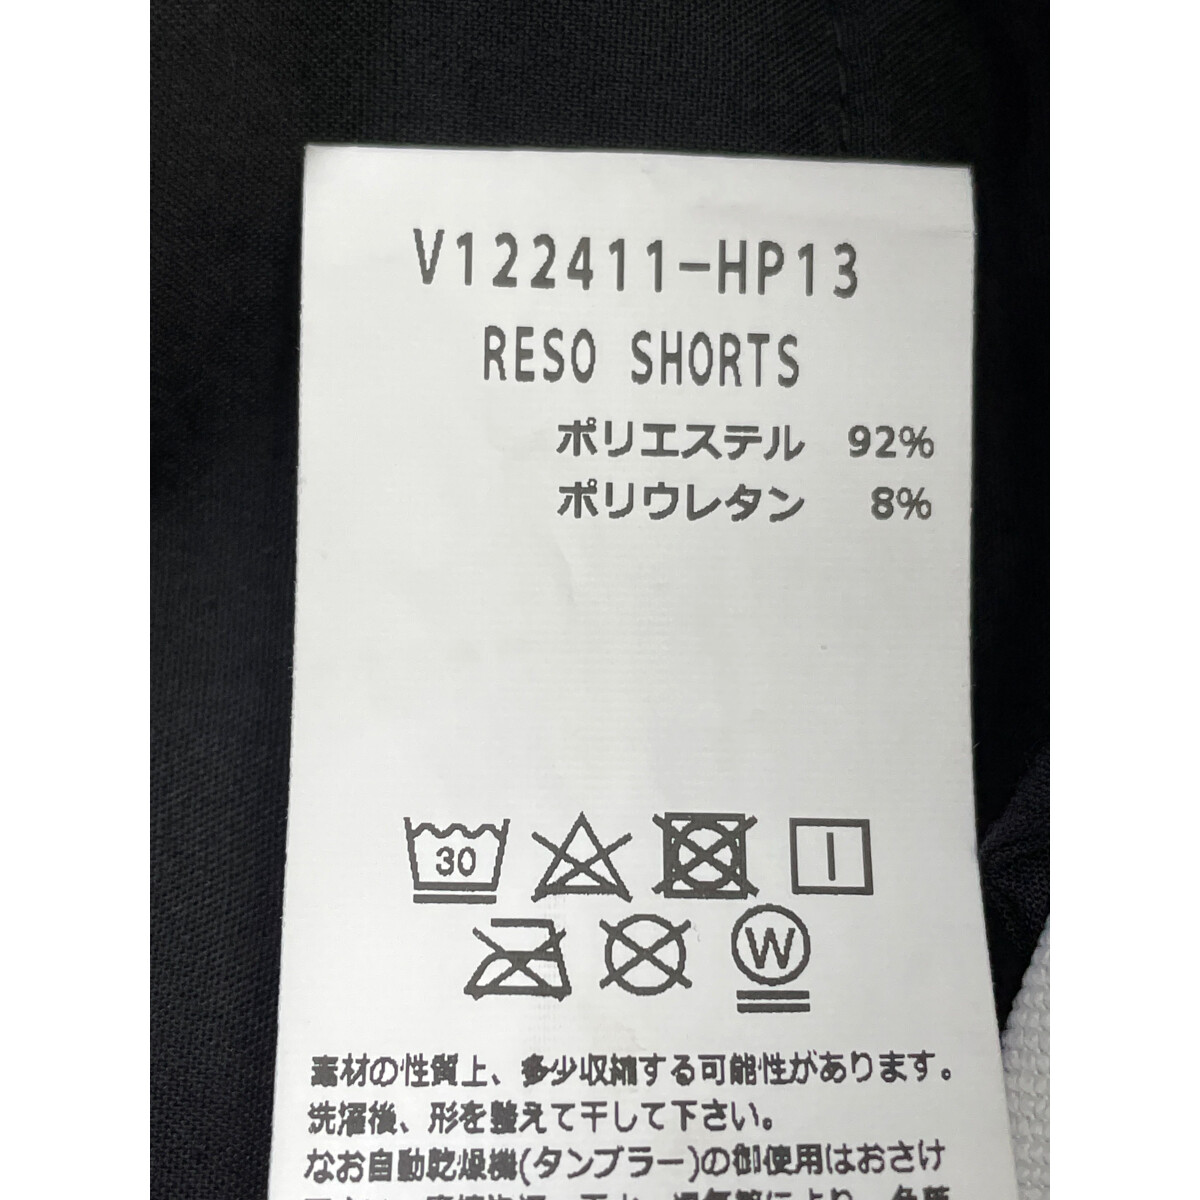 V122411-HP13
RESO SHORTS
ポリエステル 92%
ポリウレタン 8%
30
W
素材の性質上、多少収縮する可能性があります。
洗濯後、形を整えて干して下さい。
なお自動乾燥機(タンブラー)の御使用はおさけ